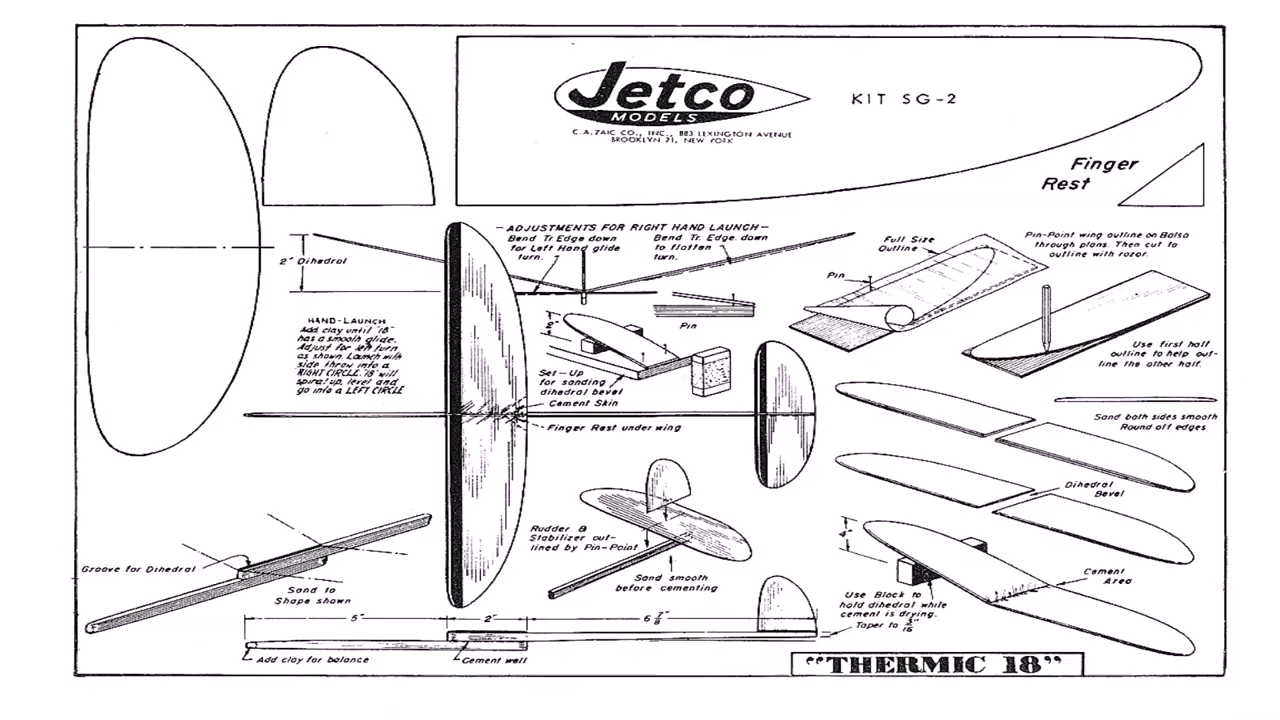 Jetco
MODELS
C.A. ZAIC CO., INC., 883 LEXINGTON AVENUE
BROOKLYN 21, NEW YORK
KIT SG-2
Finger
Rest
—ADJUSTMENTS FOR RIGHT HAND LAUNCH—
Bend Tr. Edge down
for Left Hand glide
turn.
Bend Tr. Edge. down
to flatten
turn.
2" Dihedral
Full Size
Outline
Pin
Pin-Point wing outline on Balsa
through plans. Then cut to
outline with razor.
HAND-LAUNCH
Add clay until "18"
has a smooth glide.
Adjust for left turn
as shown. Launch with
side throw into a
RIGHT CIRCLE. "18" will
spiral up, level and
go into a LEFT CIRCLE
Pin
Set-Up
for sanding
dihedral bevel
Cement Skin
Finger Rest under wing
Use first half
outline to help out-
line the other half.
Sand both sides smooth
Round off edges
Dihedral
Bevel
Rudder &
Stabilizer out-
lined by Pin-Point
Sand smooth
before cementing
4"
Cement
Area
Use Block to
hold dihedral while
cement is drying.
Taper to 3/16"
Groove for Dihedral
Sand to
Shape shown
5"
2"
6 7/8"
Add clay for balance
Cement well
"THERMIC 18"